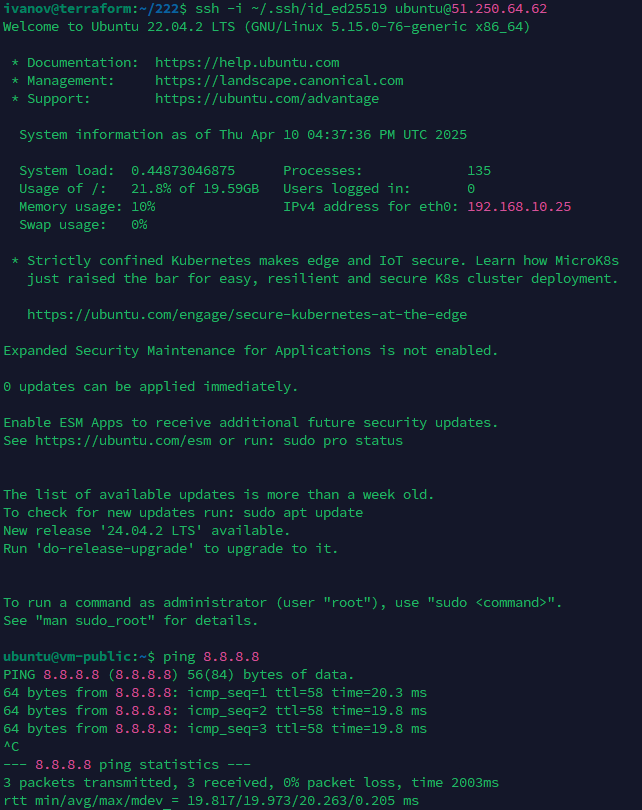 ivanov@terraform:~/222$ ssh -i ~/.ssh/id_ed25519 ubuntu@51.250.64.62
Welcome to Ubuntu 22.04.2 LTS (GNU/Linux 5.15.0-76-generic x86_64)

 * Documentation:  https://help.ubuntu.com
 * Management:     https://landscape.canonical.com
 * Support:        https://ubuntu.com/advantage

  System information as of Thu Apr 10 04:37:36 PM UTC 2025

  System load:  0.44873046875      Processes:             135
  Usage of /:   21.8% of 19.59GB   Users logged in:       0
  Memory usage: 10%                IPv4 address for eth0: 192.168.10.25
  Swap usage:   0%

 * Strictly confined Kubernetes makes edge and IoT secure. Learn how MicroK8s
   just raised the bar for easy, resilient and secure K8s cluster deployment.

   https://ubuntu.com/engage/secure-kubernetes-at-the-edge

Expanded Security Maintenance for Applications is not enabled.

0 updates can be applied immediately.

Enable ESM Apps to receive additional future security updates.
See https://ubuntu.com/esm or run: sudo pro status


The list of available updates is more than a week old.
To check for new updates run: sudo apt update
New release '24.04.2 LTS' available.
Run 'do-release-upgrade' to upgrade to it.


To run a command as administrator (user "root"), use "sudo <command>".
See "man sudo_root" for details.

ubuntu@vm-public:~$ ping 8.8.8.8
PING 8.8.8.8 (8.8.8.8) 56(84) bytes of data.
64 bytes from 8.8.8.8: icmp_seq=1 ttl=58 time=20.3 ms
64 bytes from 8.8.8.8: icmp_seq=2 ttl=58 time=19.8 ms
64 bytes from 8.8.8.8: icmp_seq=3 ttl=58 time=19.8 ms
^C
--- 8.8.8.8 ping statistics ---
3 packets transmitted, 3 received, 0% packet loss, time 2003ms
rtt min/avg/max/mdev = 19.817/19.973/20.263/0.205 ms